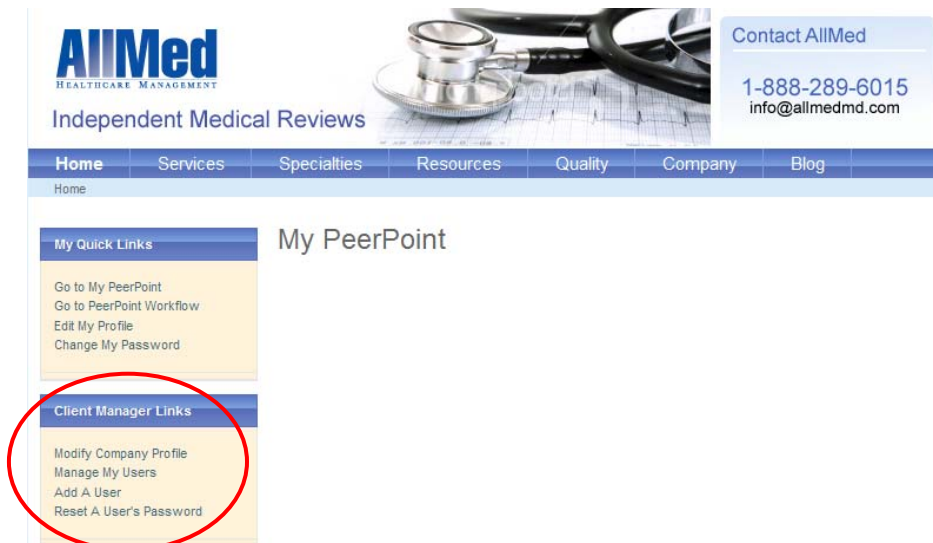 AllMed
HEALTHCARE MANAGEMENT
Independent Medical Reviews
Contact AllMed
1-888-289-6015
info@allmedmd.com
Home Services Specialties Resources Quality Company Blog
Home
My Quick Links
Go to My PeerPoint
Go to PeerPoint Workflow
Edit My Profile
Change My Password
My PeerPoint
Client Manager Links
Modify Company Profile
Manage My Users
Add A User
Reset A User's Password